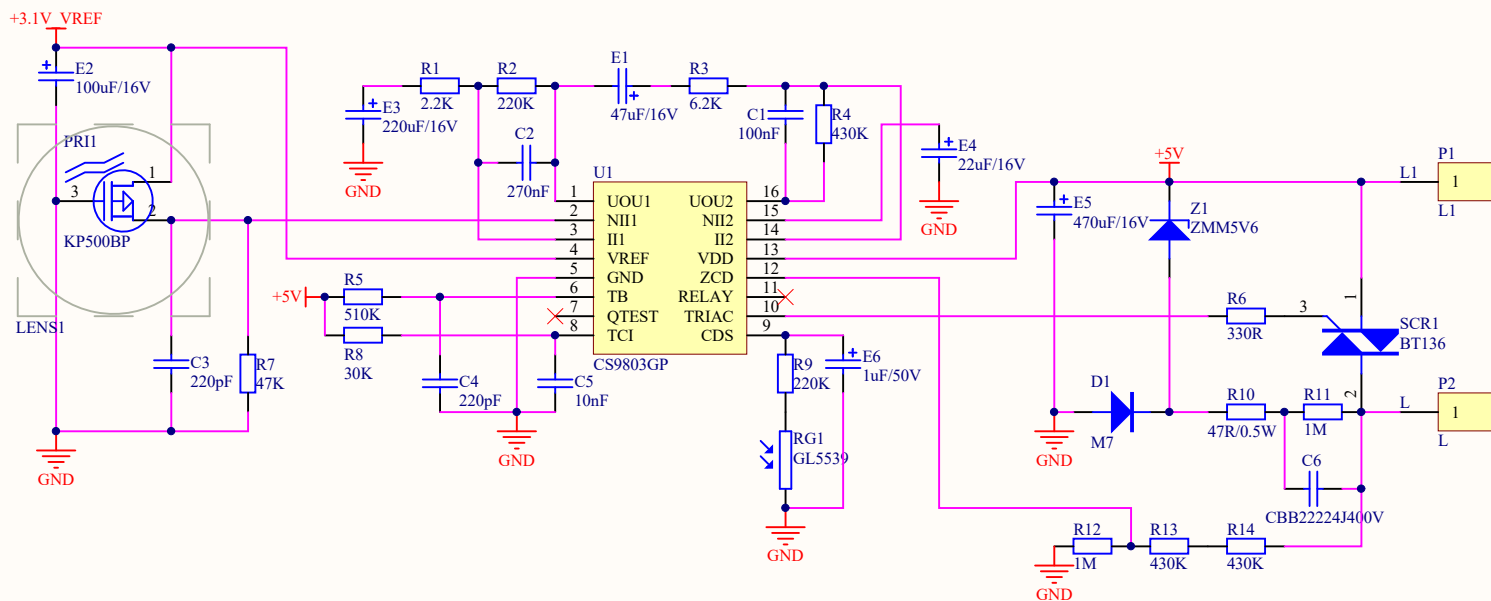 +3.1V_VREF
E2
100uF/16V
PRI1
1
3
2
KP500BP
LENS1
C3
220pF
R7
47K
GND
E3
220uF/16V
GND
R1
2.2K
R2
220K
C2
270nF
E1
47uF/16V
R3
6.2K
C1
100nF
R4
430K
E4
22uF/16V
GND
U1
1 UOU1 UOU2 16
2 NII1 NII2 15
3 II1 II2 14
4 VREF VDD 13
5 GND ZCD 12
6 TB RELAY 11
7 QTEST TRIAC 10
8 TCI CDS 9
CS9803GP
+5V
R5
510K
R8
30K
C4
220pF
C5
10nF
GND
R9
220K
E6
1uF/50V
RG1
GL5539
GND
+5V
E5
470uF/16V
Z1
ZMM5V6
D1
M7
GND
R6
330R
3
1
2
SCR1
BT136
R10
47R/0.5W
R11
1M
C6
CBB22224J400V
R12
1M
R13
430K
R14
430K
GND
P1
L1
1
L1
P2
L
1
L